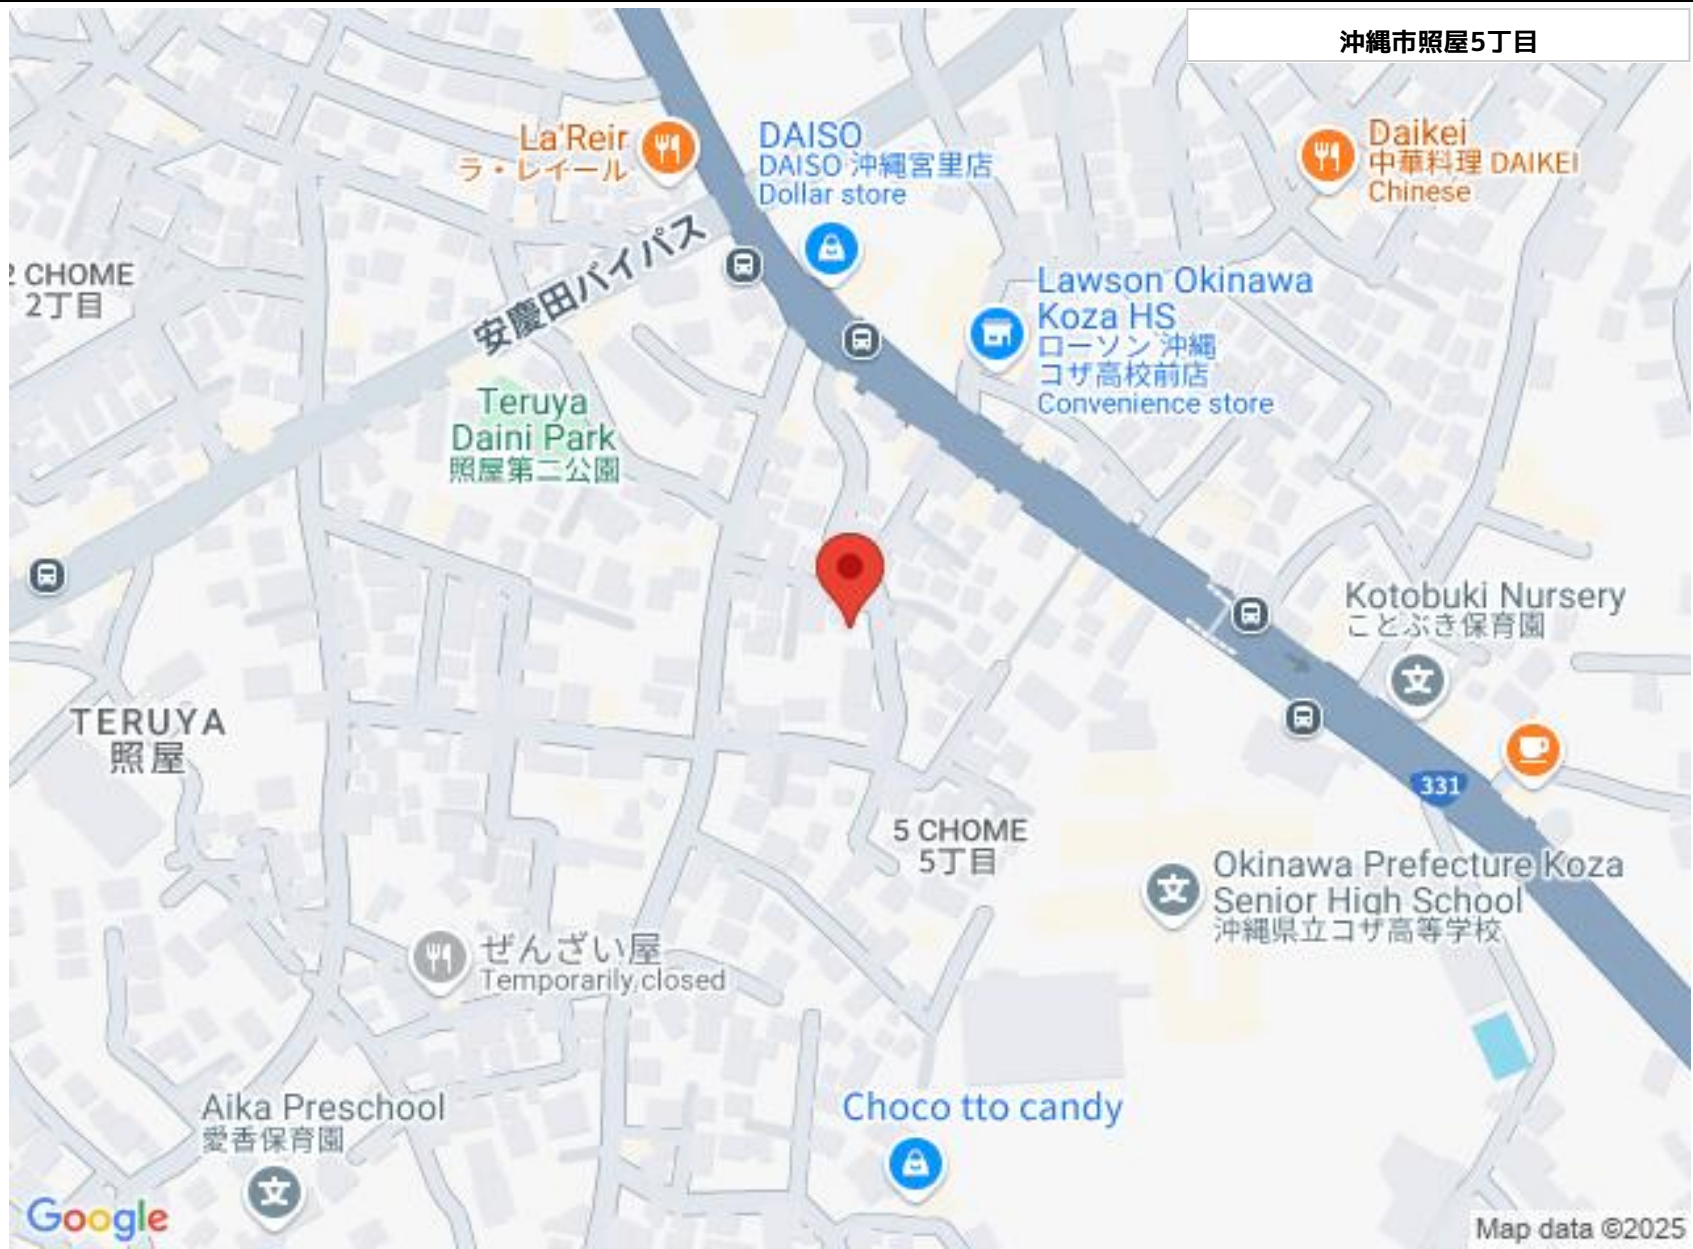 沖縄市照屋5丁目
La'Reir
ラ・レイール
DAISO
DAISO 沖縄宮里店
Dollar store
Daikei
中華料理 DAIKEI
Chinese
安慶田バイパス
2 CHOME
2丁目
Lawson Okinawa
Koza HS
ローソン 沖縄
コザ高校前店
Convenience store
Teruya
Daini Park
照屋第二公園
Kotobuki Nursery
ことぶき保育園
文
TERUYA
照屋
331
5 CHOME
5丁目
文
Okinawa Prefecture Koza
Senior High School
沖縄県立コザ高等学校
ぜんざい屋
Temporarily closed
Aika Preschool
愛香保育園
文
Choco tto candy
Google
Map data ©2025